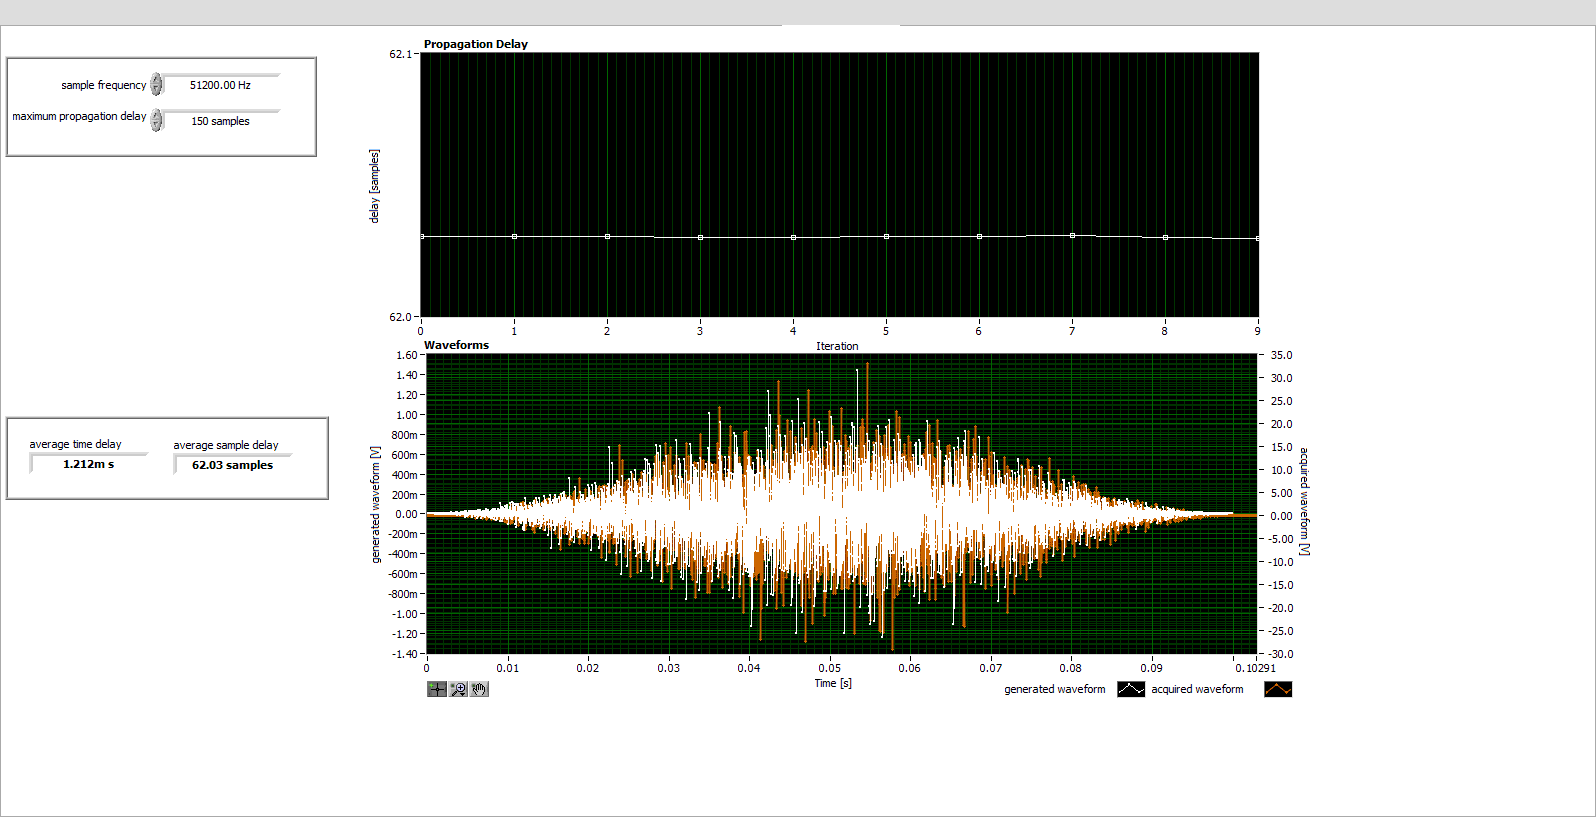 sample frequency
51200.00 Hz
maximum propagation delay
150 samples
average time delay
average sample delay
1.212m s
62.03 samples
Propagation Delay
62.1
delay [samples]
62.0
0 1 2 3 4 5 6 7 8 9
Iteration
Waveforms
1.60
1.40
1.20
1.00
800m
600m
400m
200m
0.00
-200m
-400m
-600m
-800m
-1.00
-1.20
-1.40
generated waveform [V]
35.0
30.0
25.0
20.0
15.0
10.0
5.00
0.00
-5.00
-10.0
-15.0
-20.0
-25.0
-30.0
acquired waveform [V]
0 0.01 0.02 0.03 0.04 0.05 0.06 0.07 0.08 0.09 0.10291
Time [s]
generated waveform
acquired waveform